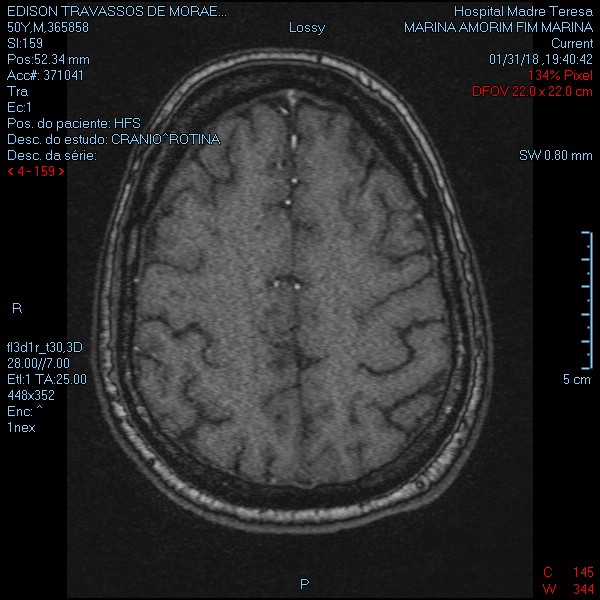 EDISON TRAVASSOS DE MORAE...
50Y,M,365858
Sl:159
Pos:52.34 mm
Acc#: 371041
Tra
Ec:1
Pos. do paciente: HFS
Desc. do estudo: CRANIO^ROTINA
Desc. da série:
< 4 - 159 >
Lossy
Hospital Madre Teresa
MARINA AMORIM FIM MARINA
Current
01/31/18 ,19:40:42
134% Pixel
DFOV 22.0 x 22.0 cm
SW 0.80 mm
R
5 cm
fl3d1r_t30,3D
28.00//7.00
Etl:1 TA:25.00
448x352
Enc: ^
1nex
P
C 145
W 344